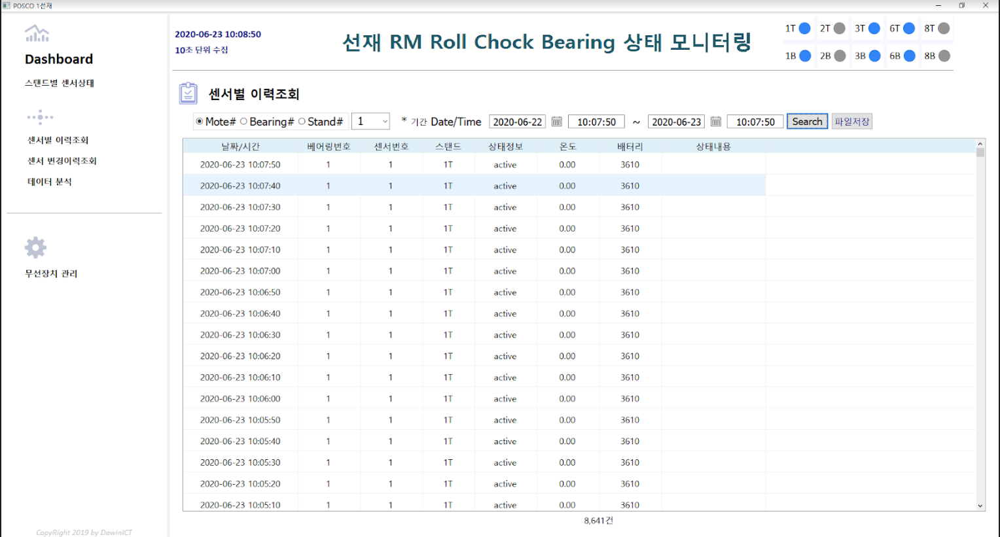 POSCO 1선재
Dashboard
스탠드별 센서상태
센서별 이력조회
센서 변경이력조회
데이터 분석
무선장치 관리
CopyRight 2019 by DawinICT
2020-06-23 10:08:50
10초 단위 수집
선재 RM Roll Chock Bearing 상태 모니터링
1T 2T 3T 6T 8T
1B 2B 3B 6B 8B
센서별 이력조회
Mote# Bearing# Stand# 1 * 기간 Date/Time 2020-06-22 10:07:50 ~ 2020-06-23 10:07:50 Search 파일저장
날짜/시간 베어링번호 센서번호 스탠드 상태정보 온도 배터리 상태내용
2020-06-23 10:07:50 1 1 1T active 0.00 3610
2020-06-23 10:07:40 1 1 1T active 0.00 3610
2020-06-23 10:07:30 1 1 1T active 0.00 3610
2020-06-23 10:07:20 1 1 1T active 0.00 3610
2020-06-23 10:07:10 1 1 1T active 0.00 3610
2020-06-23 10:07:00 1 1 1T active 0.00 3610
2020-06-23 10:06:50 1 1 1T active 0.00 3610
2020-06-23 10:06:40 1 1 1T active 0.00 3610
2020-06-23 10:06:30 1 1 1T active 0.00 3610
2020-06-23 10:06:20 1 1 1T active 0.00 3610
2020-06-23 10:06:10 1 1 1T active 0.00 3610
2020-06-23 10:06:00 1 1 1T active 0.00 3610
2020-06-23 10:05:50 1 1 1T active 0.00 3610
2020-06-23 10:05:40 1 1 1T active 0.00 3610
2020-06-23 10:05:30 1 1 1T active 0.00 3610
2020-06-23 10:05:20 1 1 1T active 0.00 3610
2020-06-23 10:05:10 1 1 1T active 0.00 3610
8,641건